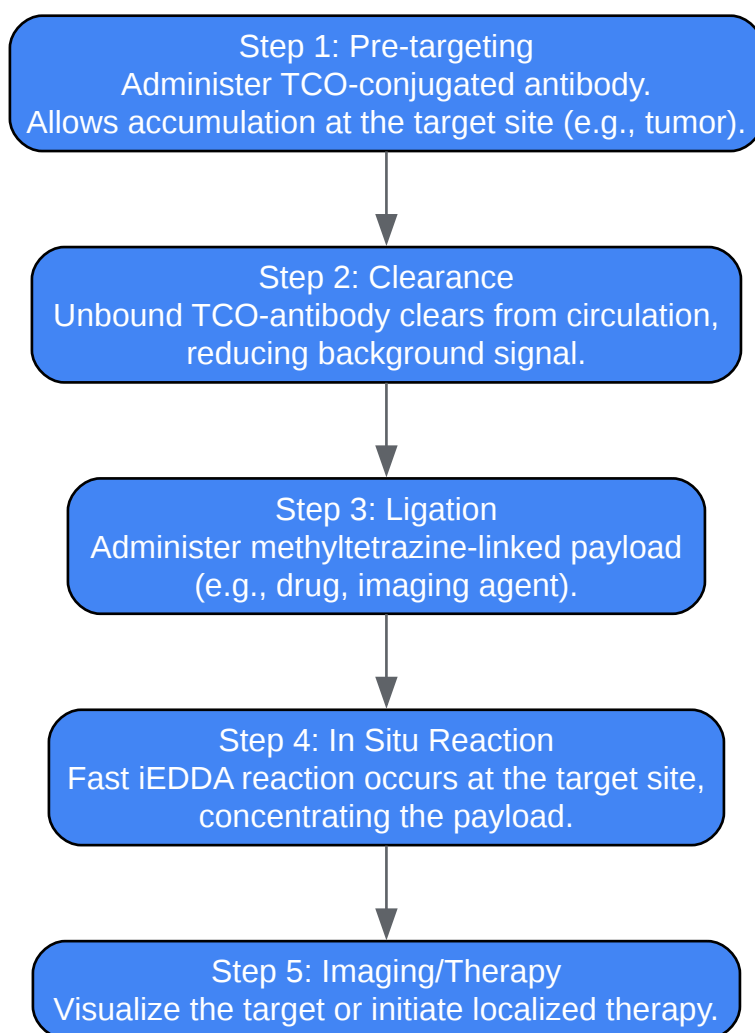 Step 1: Pre-targeting
Administer TCO-conjugated antibody.
Allows accumulation at the target site (e.g., tumor).
Step 2: Clearance
Unbound TCO-antibody clears from circulation,
reducing background signal.
Step 3: Ligation
Administer methyltetrazine-linked payload
(e.g., drug, imaging agent).
Step 4: In Situ Reaction
Fast iEDDA reaction occurs at the target site,
concentrating the payload.
Step 5: Imaging/Therapy
Visualize the target or initiate localized therapy.